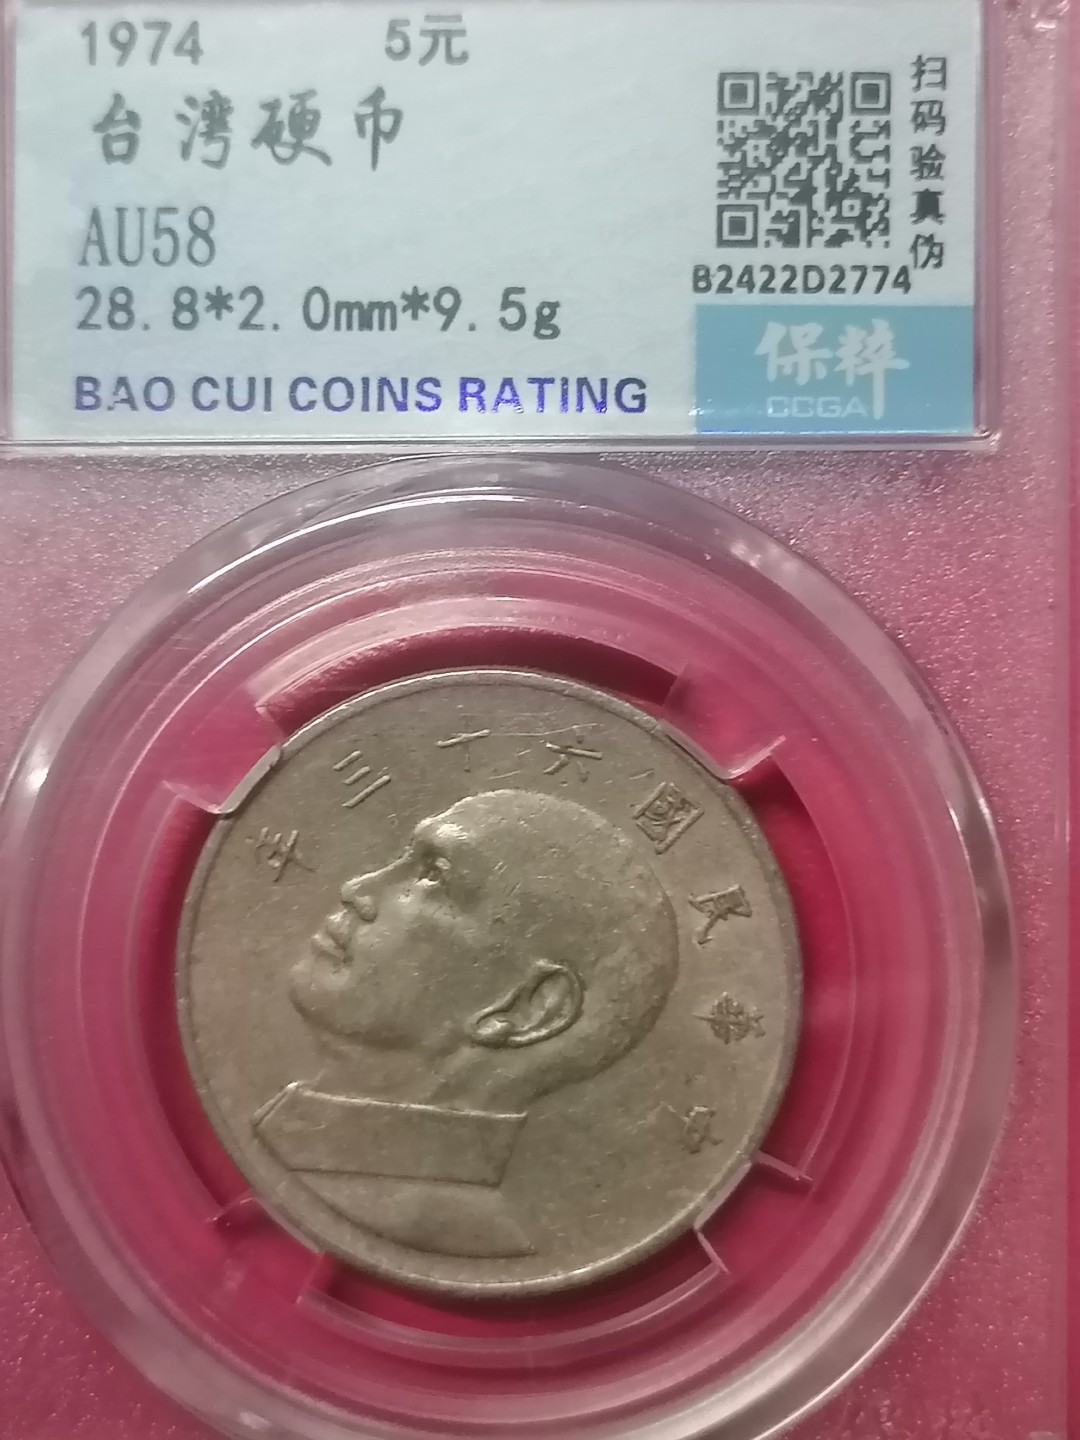 1974 5元
台湾硬币
AU58
28.8*2.0mm*9.5g
BAO CUI COINS RATING
扫码验真伪
B2422D2774
保粹
CCGA
年三十六國民華中